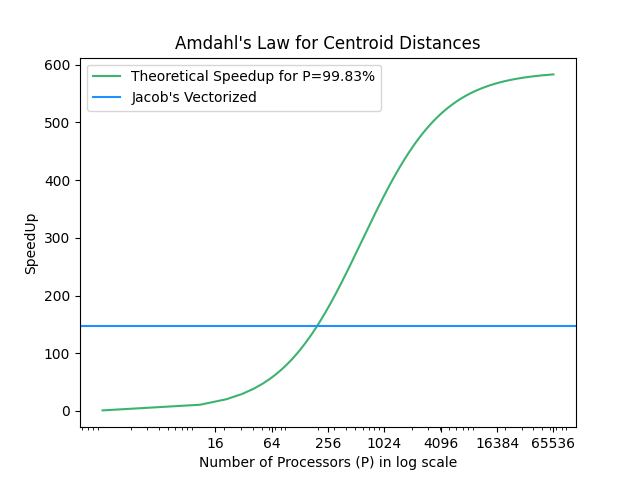 Amdahl's Law for Centroid Distances
600
500
400
300
200
100
0
SpeedUp
Theoretical Speedup for P=99.83%
Jacob's Vectorized
16 64 256 1024 4096 16384 65536
Number of Processors (P) in log scale